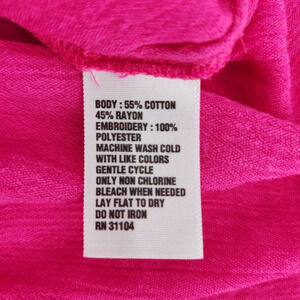 BODY : 55% COTTON
45% RAYON
EMBROIDERY : 100%
POLYESTER
MACHINE WASH COLD
WITH LIKE COLORS
GENTLE CYCLE
ONLY NON CHLORINE
BLEACH WHEN NEEDED
LAY FLAT TO DRY
DO NOT IRON
RN 31104